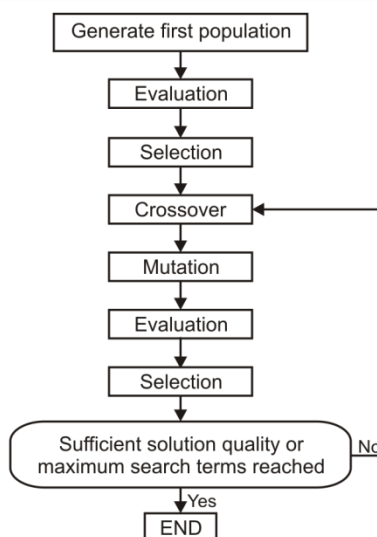 Generate first population
Evaluation
Selection
Crossover
Mutation
Evaluation
Selection
Sufficient solution quality or
maximum search terms reached
No
Yes
END